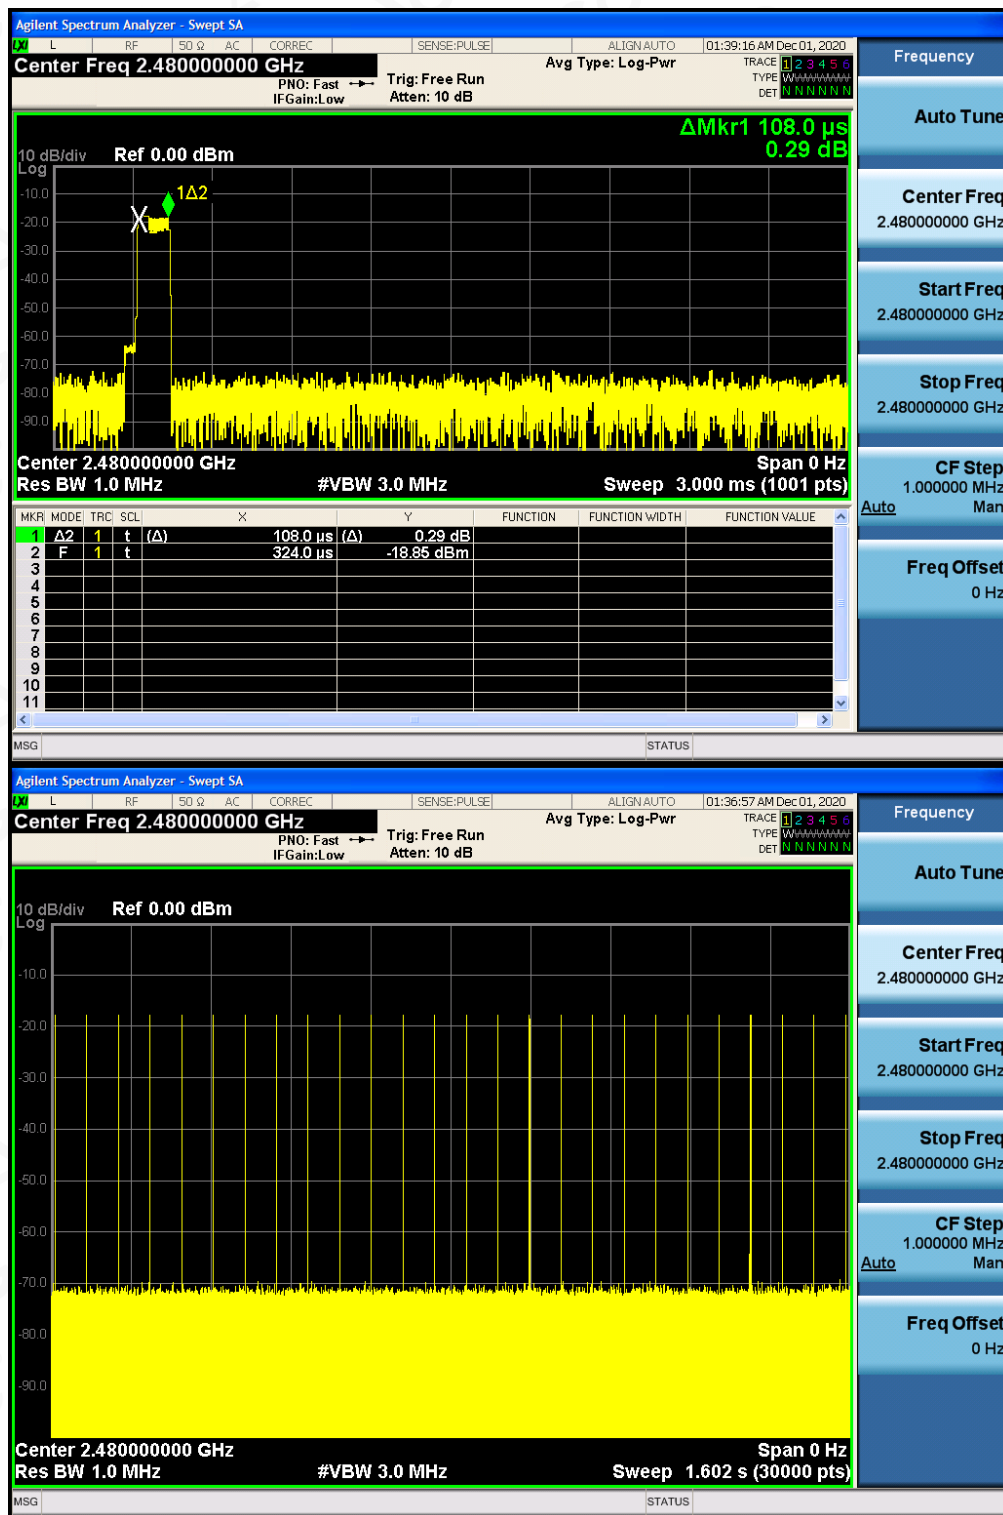 Agilent Spectrum Analyzer - Swept SA
LXI L RF 50 Ω AC CORREC SENSE:PULSE ALIGN AUTO 01:39:16 AM Dec 01, 2020
Center Freq 2.480000000 GHz
PNO: Fast
IFGain:Low
Trig: Free Run
Atten: 10 dB
Avg Type: Log-Pwr
TRACE 1 2 3 4 5 6
TYPE W
DET N N N N N N
ΔMkr1 108.0 µs
0.29 dB
10 dB/div Ref 0.00 dBm
Log
1Δ2
-10.0
-20.0
-30.0
-40.0
-50.0
-60.0
-70.0
-80.0
-90.0
Center 2.480000000 GHz Span 0 Hz
Res BW 1.0 MHz #VBW 3.0 MHz Sweep 3.000 ms (1001 pts)
MKR MODE TRC SCL X Y FUNCTION FUNCTION WIDTH FUNCTION VALUE
1 Δ2 1 t (Δ) 108.0 µs (Δ) 0.29 dB
2 F 1 t 324.0 µs -18.85 dBm
3
4
5
6
7
8
9
10
11
MSG STATUS
Frequency
Auto Tune
Center Freq
2.480000000 GHz
Start Freq
2.480000000 GHz
Stop Freq
2.480000000 GHz
CF Step
1.000000 MHz
Auto Man
Freq Offset
0 Hz
Agilent Spectrum Analyzer - Swept SA
LXI L RF 50 Ω AC CORREC SENSE:PULSE ALIGN AUTO 01:36:57 AM Dec 01, 2020
Center Freq 2.480000000 GHz
PNO: Fast
IFGain:Low
Trig: Free Run
Atten: 10 dB
Avg Type: Log-Pwr
TRACE 1 2 3 4 5 6
TYPE W
DET N N N N N N
10 dB/div Ref 0.00 dBm
Log
-10.0
-20.0
-30.0
-40.0
-50.0
-60.0
-70.0
-80.0
-90.0
Center 2.480000000 GHz Span 0 Hz
Res BW 1.0 MHz #VBW 3.0 MHz Sweep 1.602 s (30000 pts)
MSG STATUS
Frequency
Auto Tune
Center Freq
2.480000000 GHz
Start Freq
2.480000000 GHz
Stop Freq
2.480000000 GHz
CF Step
1.000000 MHz
Auto Man
Freq Offset
0 Hz